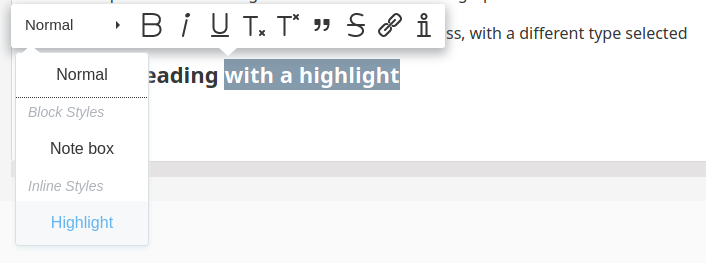 Normal B i U T× T× ” S i
ss, with a different type selected
Normal
eading with a highlight
Block Styles
Note box
Inline Styles
Highlight